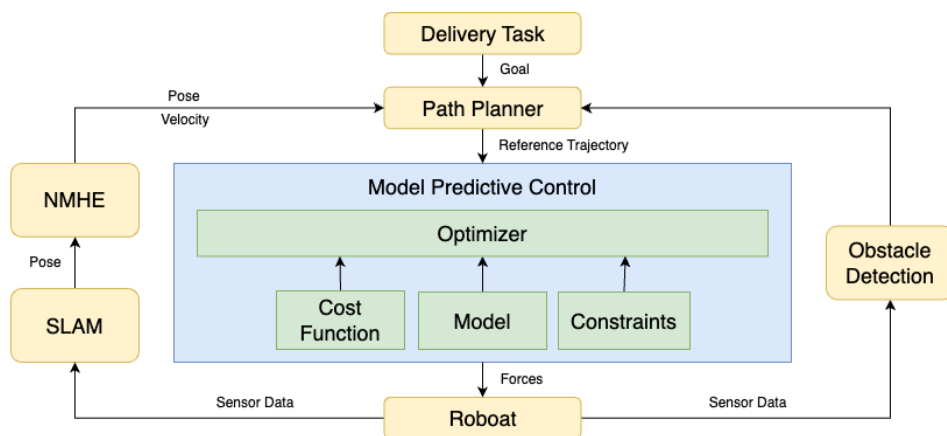 Delivery Task
Goal
Pose
Velocity
Path Planner
Reference Trajectory
Model Predictive Control
NMHE
Optimizer
Obstacle
Detection
Pose
SLAM
Cost
Function
Model
Constraints
Forces
Sensor Data
Roboat
Sensor Data